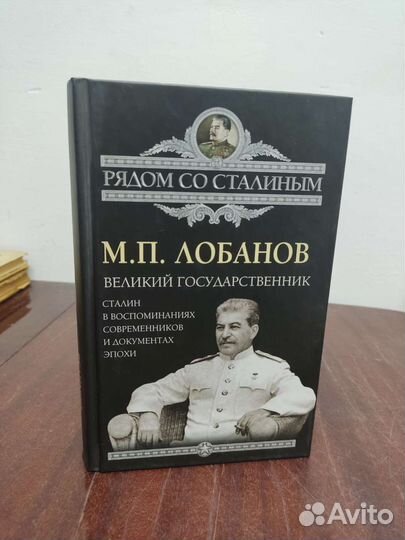 РЯДОМ СО СТАЛИНЫМ
М.П. ЛОБАНОВ
ВЕЛИКИЙ ГОСУДАРСТВЕННИК
СТАЛИН
В ВОСПОМИНАНИЯХ
СОВРЕМЕННИКОВ
И ДОКУМЕНТАХ
ЭПОХИ
Avito